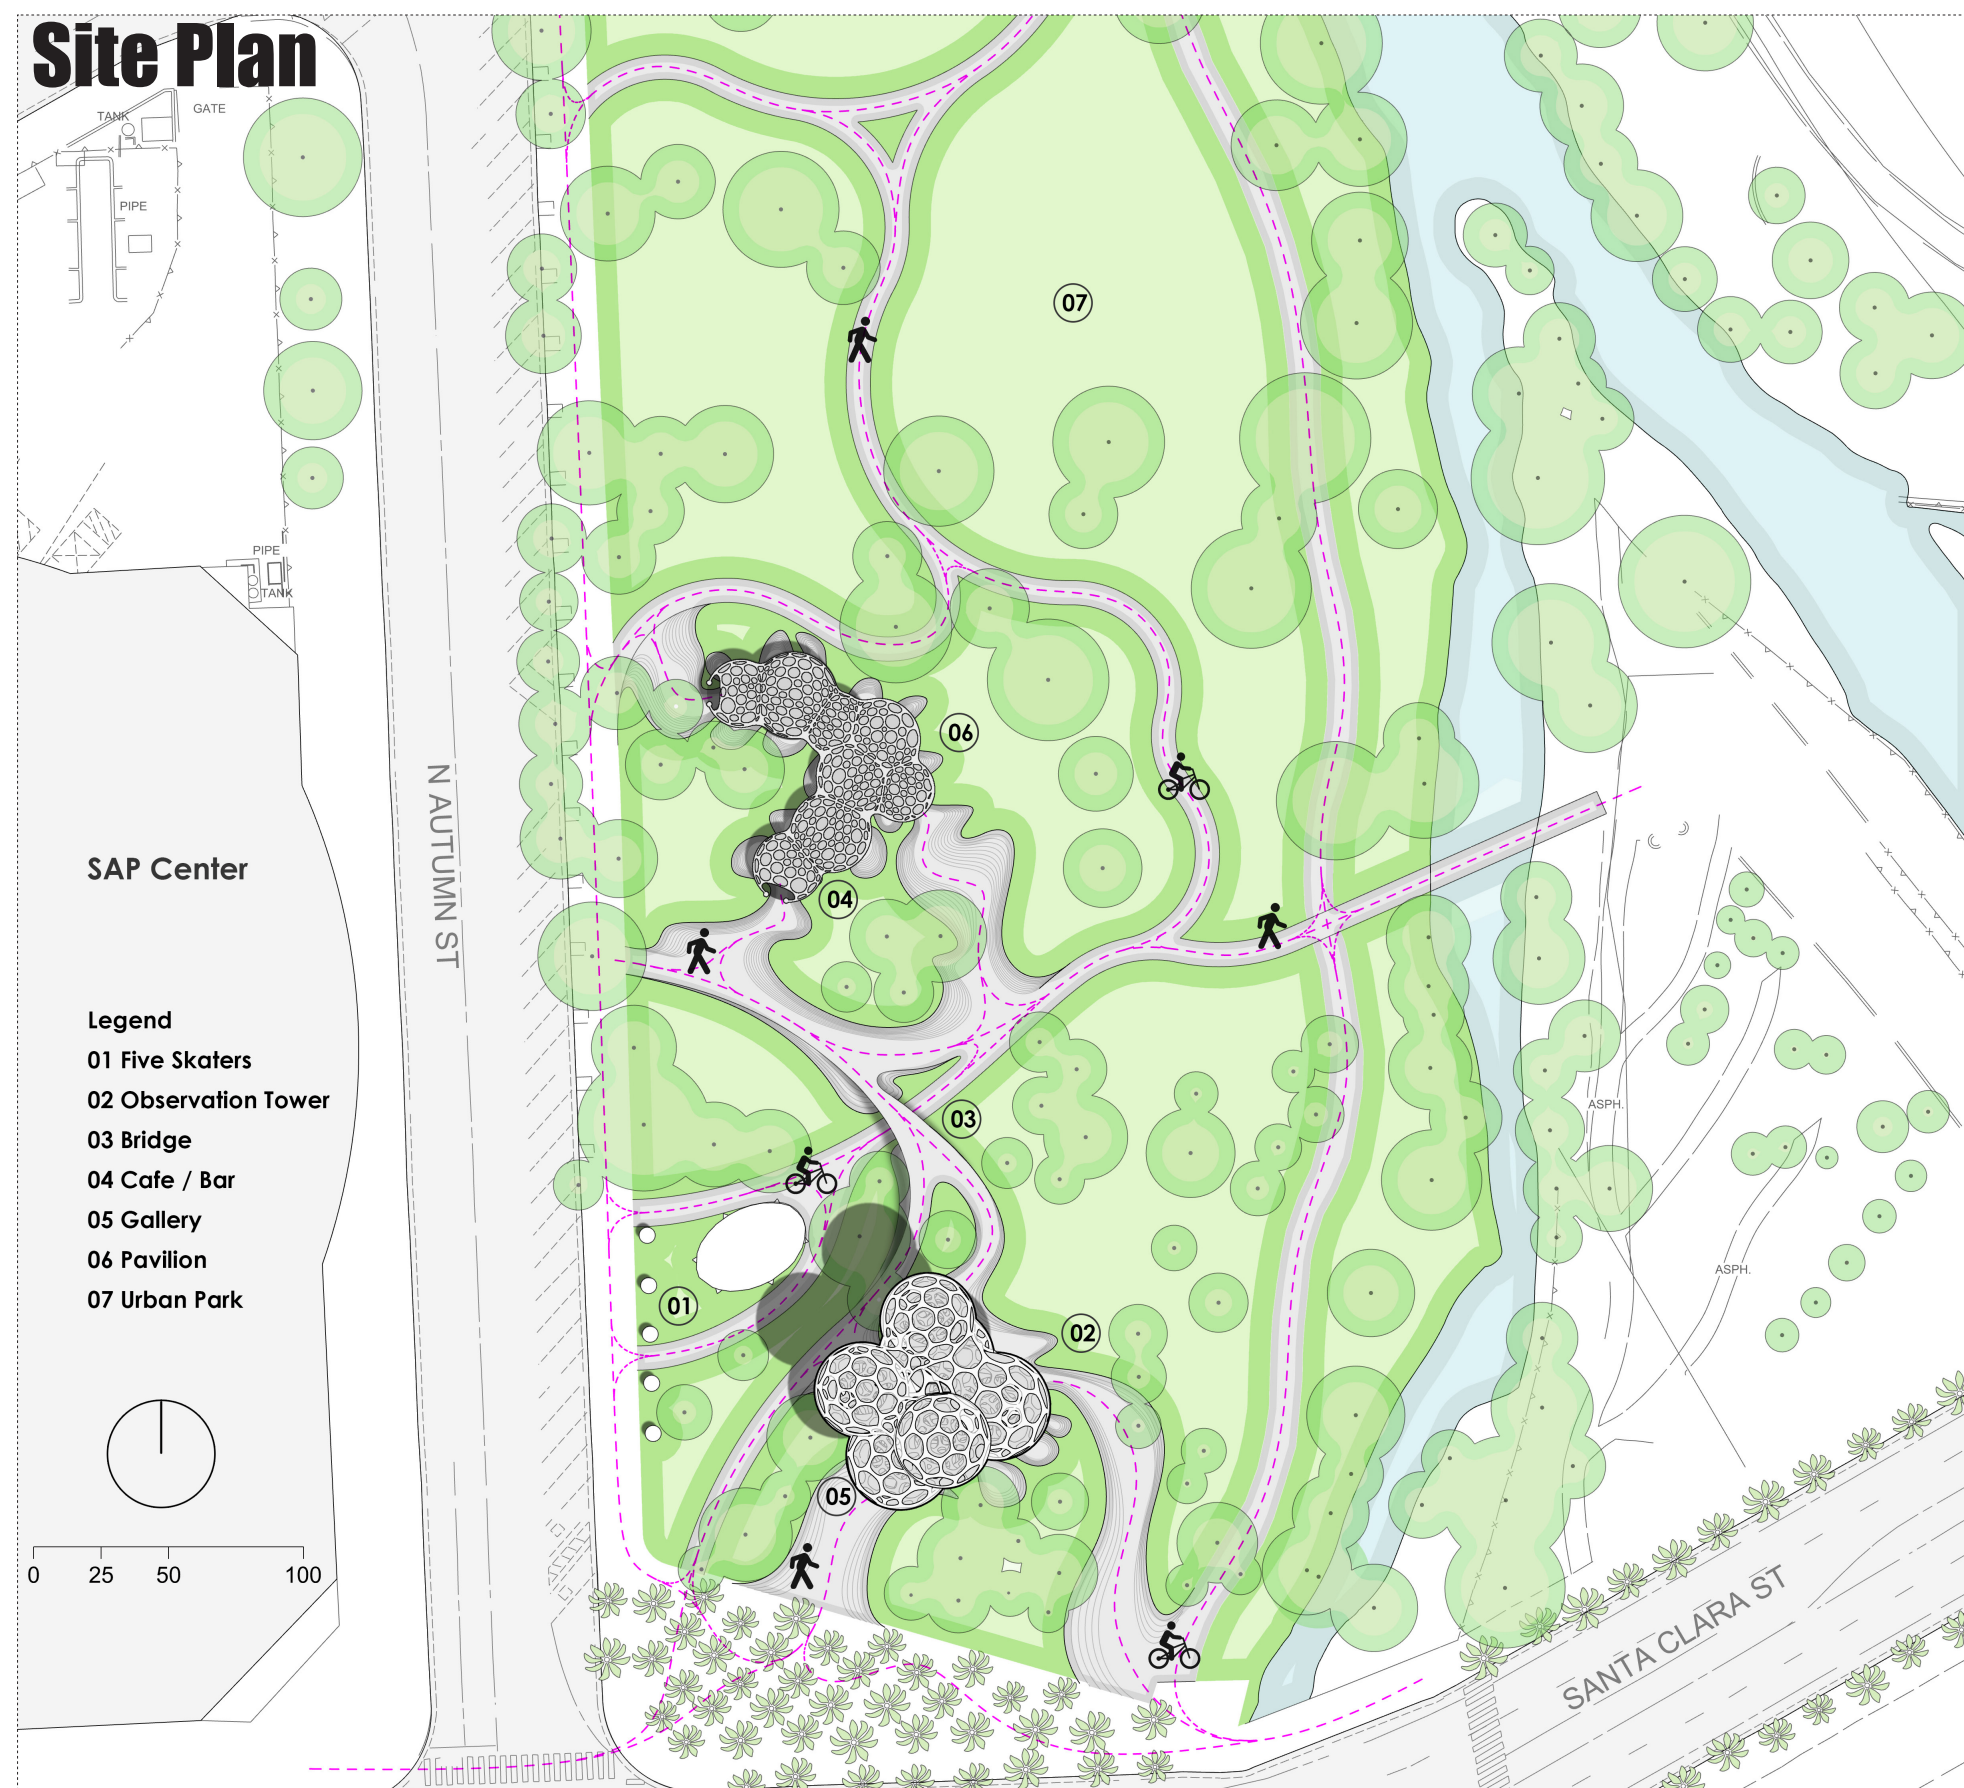 Site Plan
TANK
GATE
PIPE
PIPE
TANK
N AUTUMN ST
SAP Center
Legend
01 Five Skaters
02 Observation Tower
03 Bridge
04 Cafe / Bar
05 Gallery
06 Pavilion
07 Urban Park
0 25 50 100
07
06
04
03
01
02
05
ASPH.
ASPH.
SANTA CLARA ST